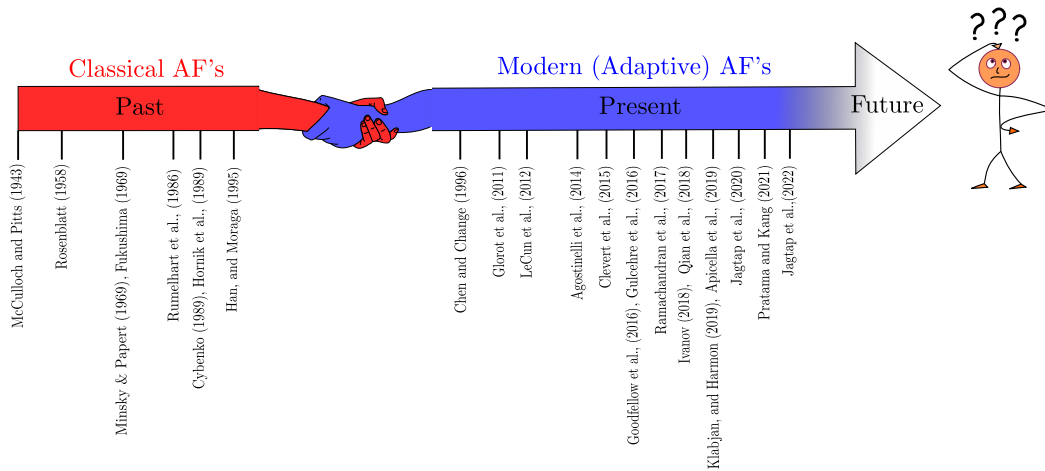 ? ? ?
Classical AF's
Modern (Adaptive) AF's
Past
Present
Future
McCulloch and Pitts (1943)
Rosenblatt (1958)
Minsky & Papert (1969), Fukushima (1969)
Rumelhart et al., (1986)
Cybenko (1989), Hornik et al., (1989)
Han, and Moraga (1995)
Chen and Change (1996)
Glorot et al., (2011)
LeCun et al., (2012)
Agostinelli et al., (2014)
Clevert et al., (2015)
Goodfellow et al., (2016), Gulcehre et al., (2016)
Ramachandran et al., (2017)
Ivanov (2018), Qian et al., (2018)
Klabjan, and Harmon (2019), Apicella et al., (2019)
Jagtap et al., (2020)
Pratama and Kang (2021)
Jagtap et al.,(2022)